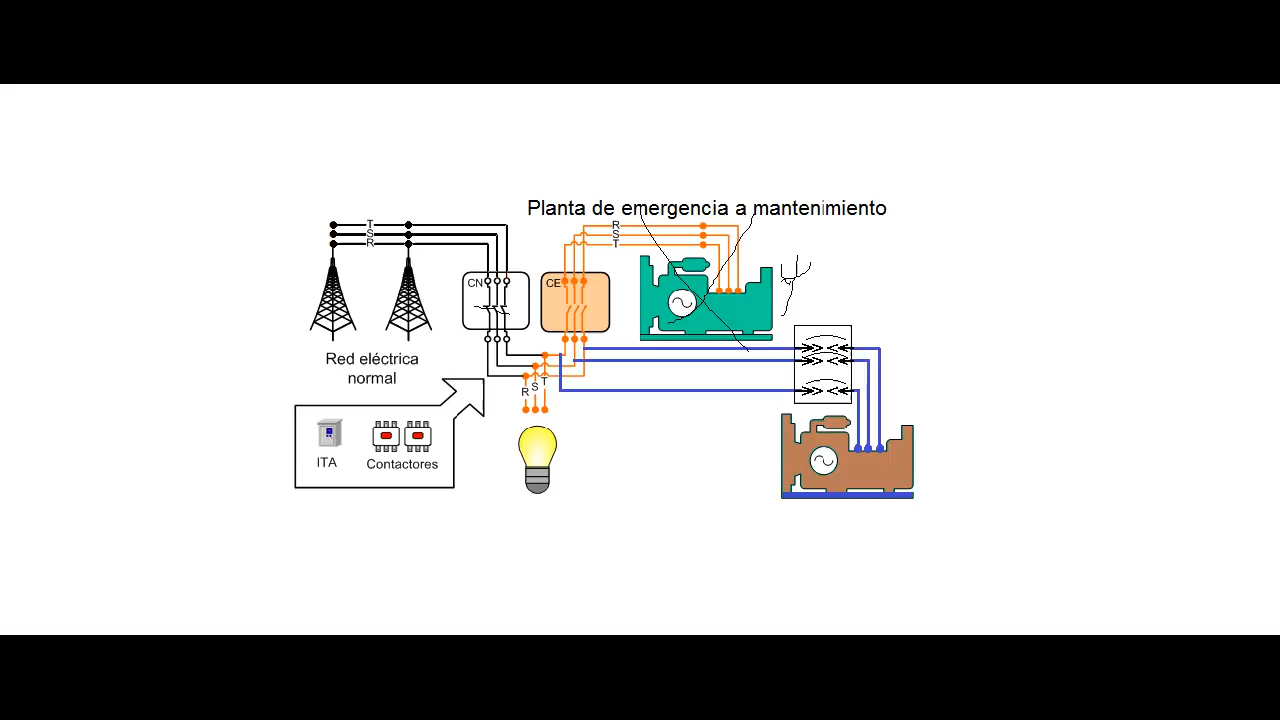 Planta de emergencia a mantenimiento
T
S
R
R
S
T
CN
CE
Red eléctrica
normal
R S T
ITA
Contactores